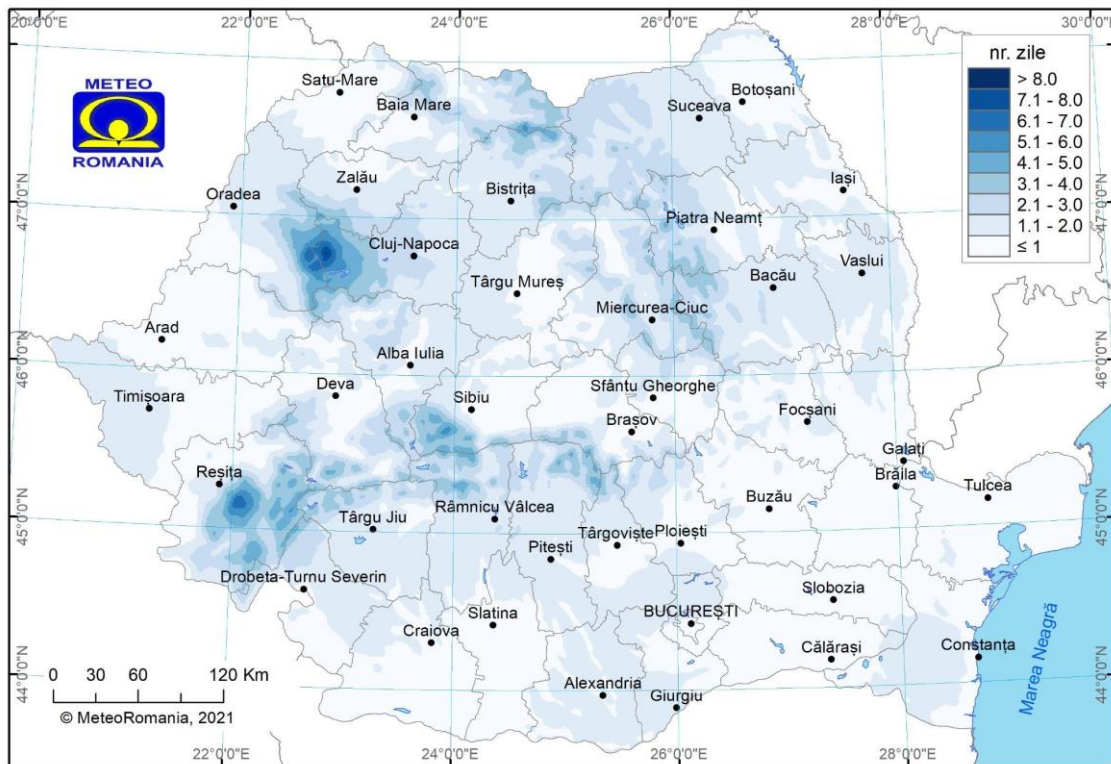 20°0'0"E
22°0'0"E
24°0'0"E
26°0'0"E
28°0'0"E
30°0'0"E
METEO
ROMANIA
nr. zile
> 8.0
7.1 - 8.0
6.1 - 7.0
5.1 - 6.0
4.1 - 5.0
3.1 - 4.0
2.1 - 3.0
1.1 - 2.0
≤ 1
Satu-Mare
Baia Mare
Botoșani
Suceava
47°0'0"N
Oradea
Zalău
Bistrița
Iași
47°0'0"N
Piatra Neamț
Cluj-Napoca
Târgu Mureș
Bacău
Vaslui
Miercurea-Ciuc
Arad
46°0'0"N
Alba Iulia
46°0'0"N
Timișoara
Deva
Sibiu
Sfântu Gheorghe
Brașov
Focșani
Galați
Reșița
Brăila
Tulcea
45°0'0"N
Târgu Jiu
Râmnicu Vâlcea
Buzău
45°0'0"N
Târgoviște
Ploiești
Pitești
Drobeta-Turnu Severin
Slobozia
Slatina
BUCUREȘTI
Craiova
Călărași
Constanța
Marea Neagră
44°0'0"N
0 30 60 120 Km
Alexandria
Giurgiu
44°0'0"N
© MeteoRomania, 2021
22°0'0"E
24°0'0"E
26°0'0"E
28°0'0"E